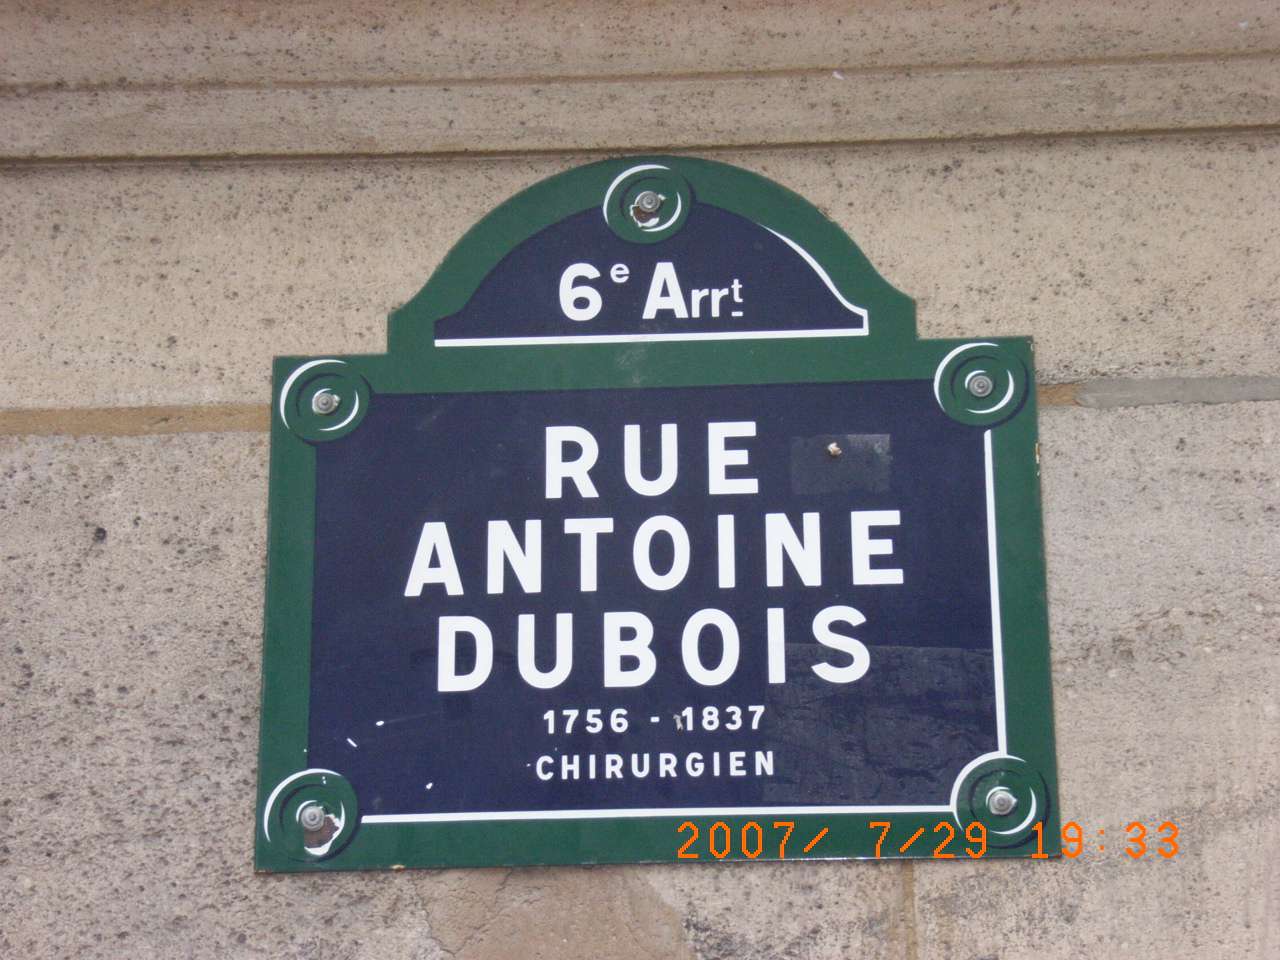 6e Arrt
RUE
ANTOINE
DUBOIS
1756 - 1837
CHIRURGIEN
2007/ 7/29 19:33